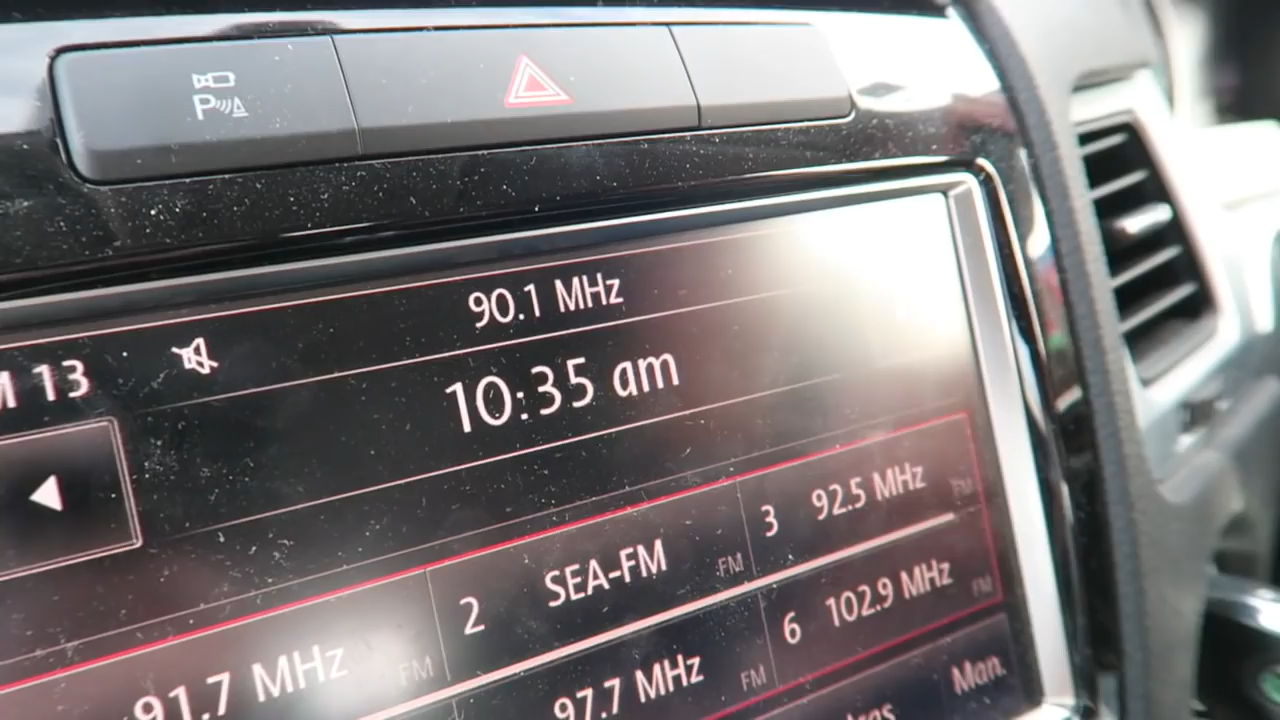 P
90.1 MHz
M 13
10:35 am
3 92.5 MHz FM
2 SEA-FM FM
6 102.9 MHz FM
91.7 MHz FM
97.7 MHz FM
Man.